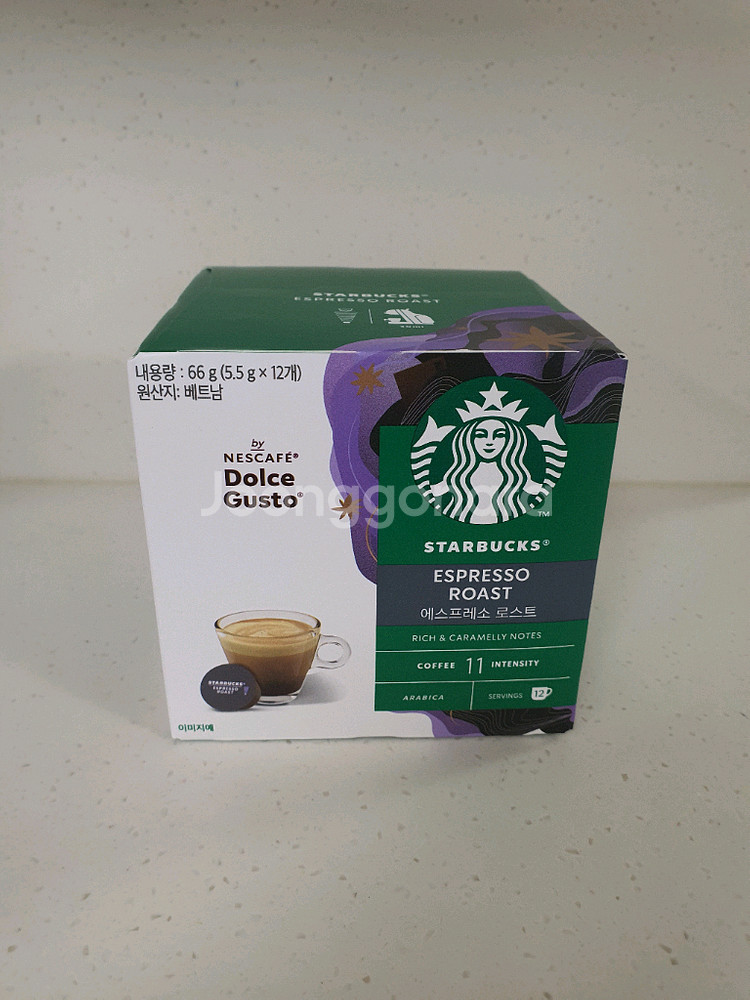 STARBUCKS®
ESPRESSO ROAST
내용량 : 66 g (5.5 g × 12개)
원산지: 베트남
by
NESCAFÉ®
Dolce
Gusto®
Joonggonara
TM
STARBUCKS®
ESPRESSO
ROAST
에스프레소 로스트
RICH & CARAMELLY NOTES
COFFEE 11 INTENSITY
ARABICA
SERVINGS 12
STARBUCKS®
ESPRESSO
ROAST
이미지예